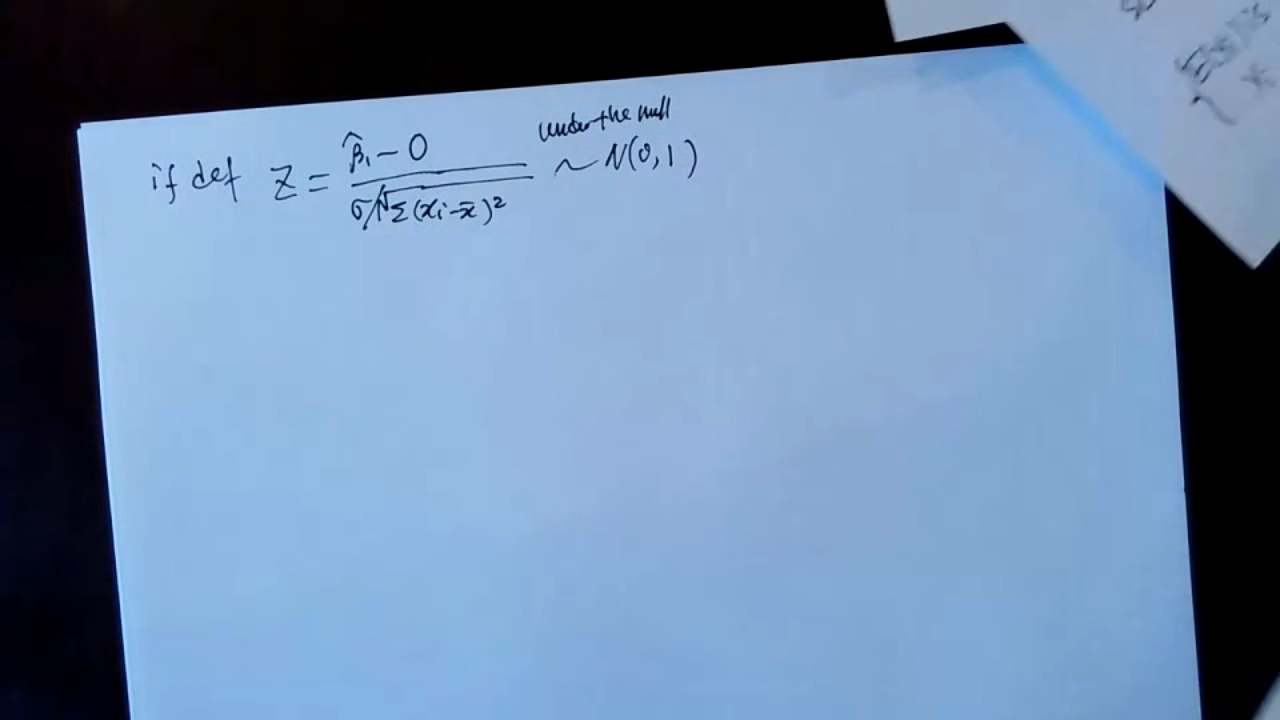 if def Z = β̂₁ - 0 / σ/√Σ(xi-x̄)² ~ N(0,1)
under the null